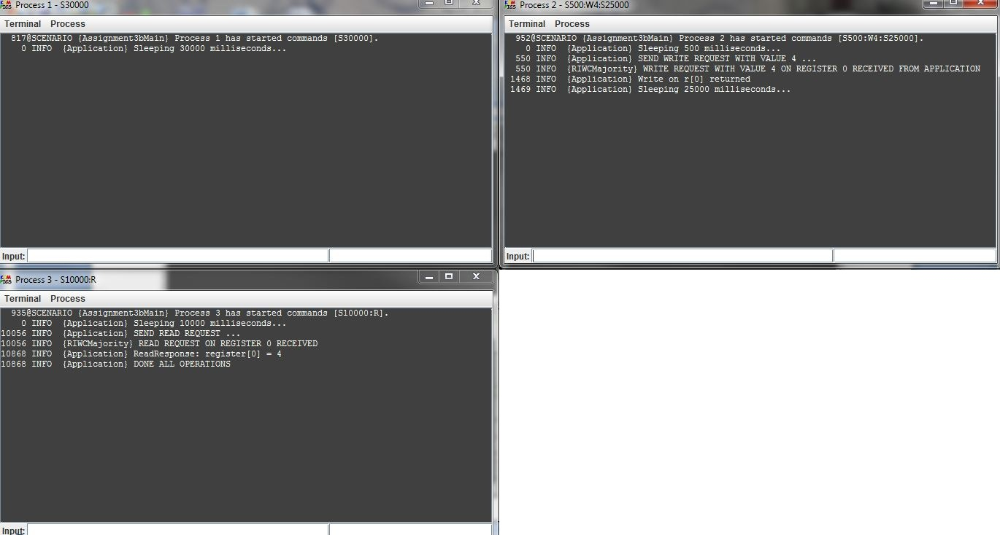 Process 1 - S30000
Terminal Process
817@SCENARIO {Assignment3bMain} Process 1 has started commands [S30000].
0 INFO {Application} Sleeping 30000 milliseconds...
Input:
Process 2 - S500:W4:S25000
Terminal Process
952@SCENARIO {Assignment3bMain} Process 2 has started commands [S500:W4:S25000].
0 INFO {Application} Sleeping 500 milliseconds...
550 INFO {Application} SEND WRITE REQUEST WITH VALUE 4 ...
550 INFO {RIWCMajority} WRITE REQUEST WITH VALUE 4 ON REGISTER 0 RECEIVED FROM APPLICATION
1468 INFO {Application} Write on r[0] returned
1469 INFO {Application} Sleeping 25000 milliseconds...
Input:
Process 3 - S10000:R
Terminal Process
935@SCENARIO {Assignment3bMain} Process 3 has started commands [S10000:R].
0 INFO {Application} Sleeping 10000 milliseconds...
10056 INFO {Application} SEND READ REQUEST ...
10056 INFO {RIWCMajority} READ REQUEST ON REGISTER 0 RECEIVED
10868 INFO {Application} ReadResponse: register[0] = 4
10868 INFO {Application} DONE ALL OPERATIONS
Input: